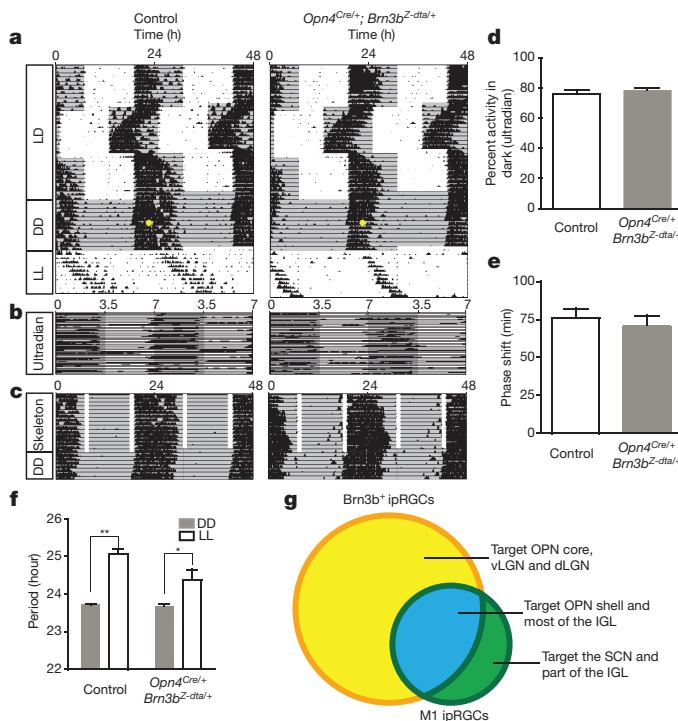 Control
Time (h)
Opn4Cre/+; Brn3bZ-dta/+
Time (h)
a
0 24 48
0 24 48
LD
DD
LL
b
0 3.5 7 3.5 7
0 3.5 7 3.5 7
Ultradian
c
0 24 48
0 24 48
Skeleton
DD
d
Percent activity in
dark (ultradian)
100
80
60
40
20
0
Control
Opn4Cre/+
Brn3bZ-dta/+
e
Phase shift (min)
100
75
50
25
0
Control
Opn4Cre/+
Brn3bZ-dta/+
f
Period (hour)
26
25
24
23
22
**
*
DD
LL
Control
Opn4Cre/+
Brn3bZ-dta/+
g
Brn3b+ ipRGCs
Target OPN core,
vLGN and dLGN
Target OPN shell and
most of the IGL
Target the SCN and
part of the IGL
M1 ipRGCs